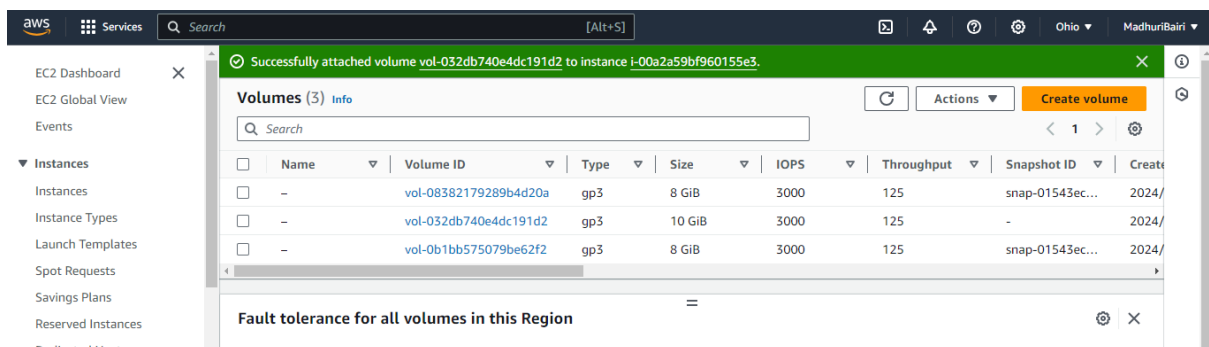 aws Services Search [Alt+S] Ohio MadhuriBairi
Successfully attached volume vol-032db740e4dc191d2 to instance i-00a2a59bf960155e3.
EC2 Dashboard
EC2 Global View
Events
Instances
Instances
Instance Types
Launch Templates
Spot Requests
Savings Plans
Reserved Instances
Volumes (3) Info Actions Create volume
Search 1
Name Volume ID Type Size IOPS Throughput Snapshot ID Create
– vol-08382179289b4d20a gp3 8 GiB 3000 125 snap-01543ec... 2024/
– vol-032db740e4dc191d2 gp3 10 GiB 3000 125 - 2024/
– vol-0b1bb575079be62f2 gp3 8 GiB 3000 125 snap-01543ec... 2024/
Fault tolerance for all volumes in this Region